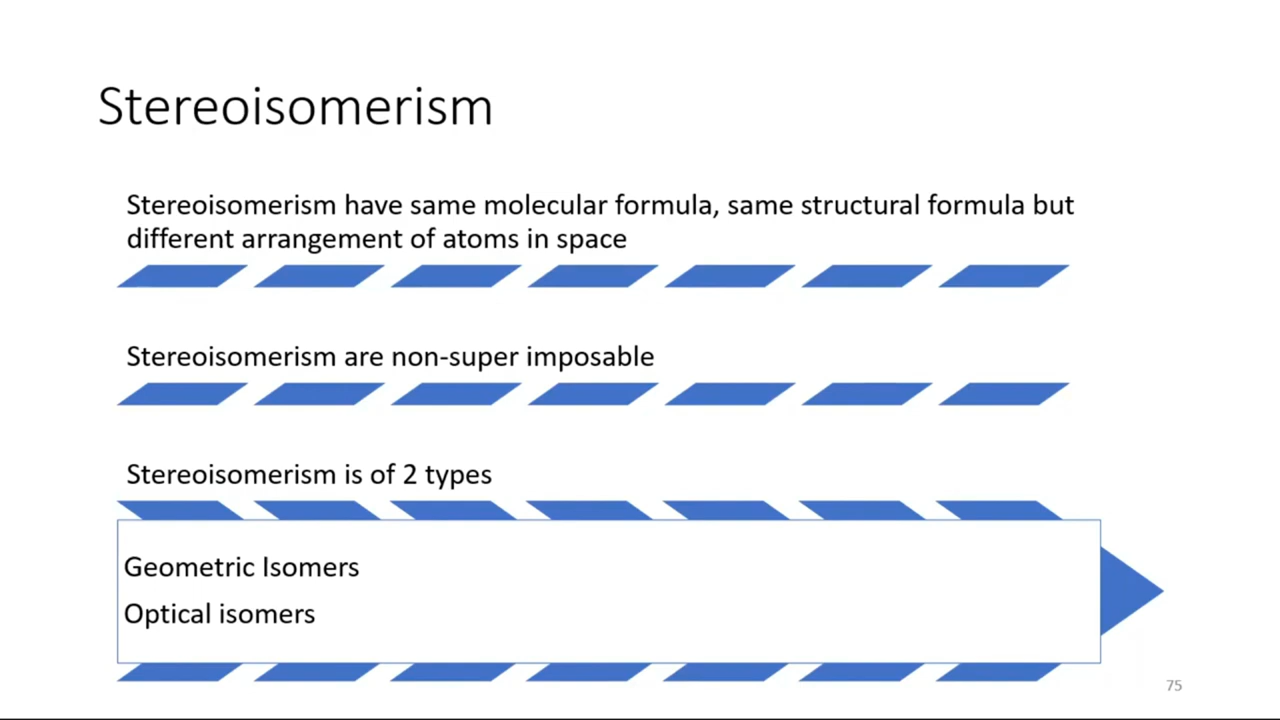 Stereoisomerism
Stereoisomerism have same molecular formula, same structural formula but
different arrangement of atoms in space
Stereoisomerism are non-super imposable
Stereoisomerism is of 2 types
Geometric Isomers
Optical isomers
75